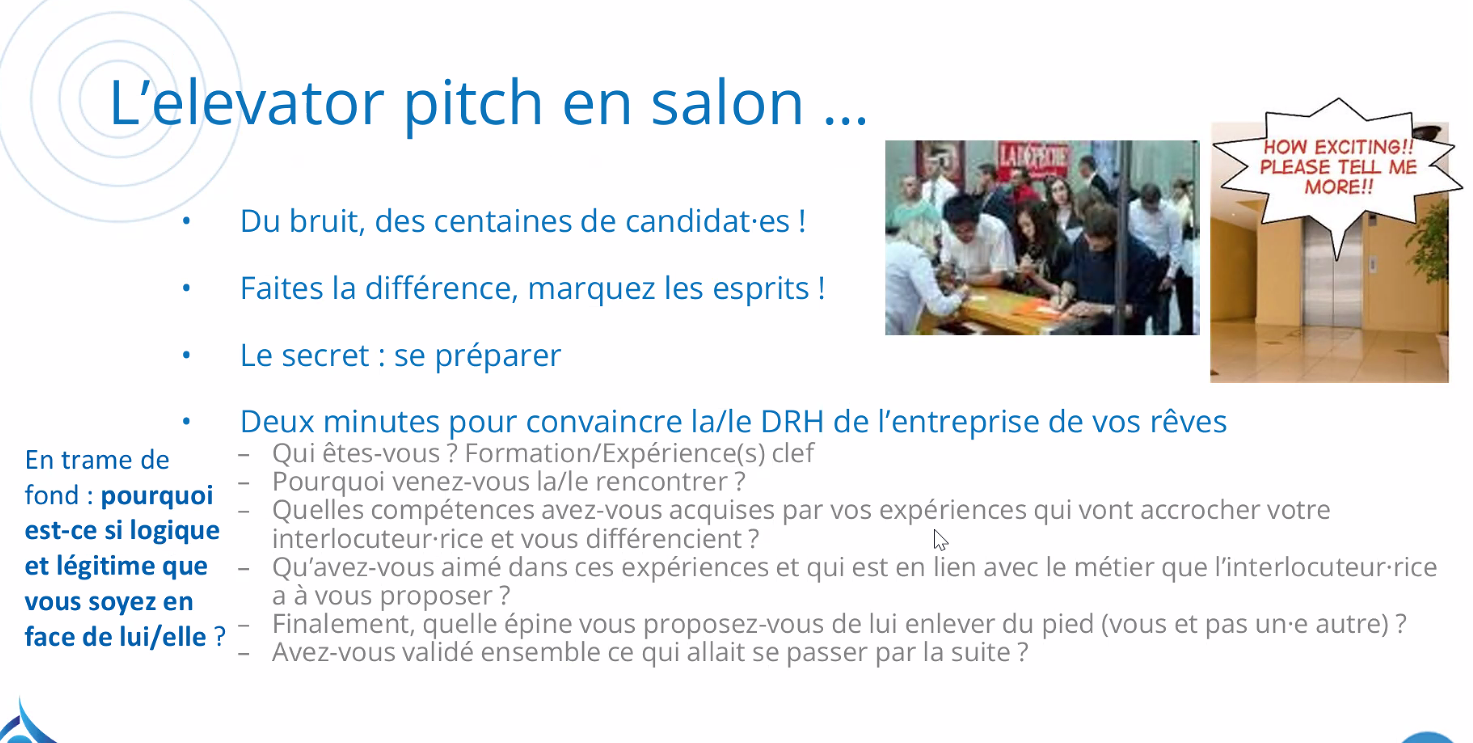 L’elevator pitch en salon ...
LA DÉPÊCHE
HOW EXCITING!!
PLEASE TELL ME
MORE!!
• Du bruit, des centaines de candidat·es !
• Faites la différence, marquez les esprits !
• Le secret : se préparer
• Deux minutes pour convaincre la/le DRH de l’entreprise de vos rêves
– Qui êtes-vous ? Formation/Expérience(s) clef
– Pourquoi venez-vous la/le rencontrer ?
– Quelles compétences avez-vous acquises par vos expériences qui vont accrocher votre
interlocuteur·rice et vous différencient ?
– Qu’avez-vous aimé dans ces expériences et qui est en lien avec le métier que l’interlocuteur·rice
a à vous proposer ?
– Finalement, quelle épine vous proposez-vous de lui enlever du pied (vous et pas un·e autre) ?
– Avez-vous validé ensemble ce qui allait se passer par la suite ?
En trame de
fond : pourquoi
est-ce si logique
et légitime que
vous soyez en
face de lui/elle ?